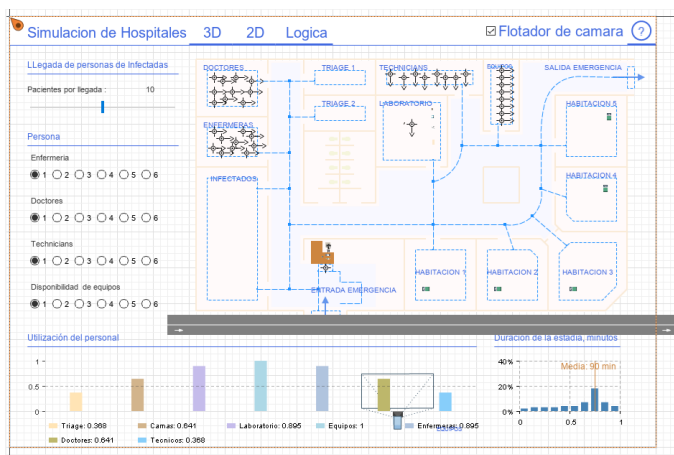 Simulacion de Hospitales 3D 2D Logica
Flotador de camara ?
LLegada de personas de Infectadas
Pacientes por llegada : 10
Persona
Enfermeria
1 2 3 4 5 6
Doctores
1 2 3 4 5 6
Technicians
1 2 3 4 5 6
Disponibilidad de equipos
1 2 3 4 5 6
DOCTORES
TRIAGE 1
TECHNICIANS
Equipos
SALIDA EMERGENCIA
TRIAGE 2
LABORATORIO
HABITACION 5
ENFERMERAS
INFECTADOS
HABITACION 4
HABITACION 1
HABITACION 2
HABITACION 3
ENTRADA EMERGENCIA
Utilización del personal
1
0.5
0
Triage: 0.368
Camas: 0.641
Laboratorio: 0.895
Equipos: 1
Enfermeras: 0.895
Doctores: 0.641
Tecnicos: 0.368
Duración de la estadía, minutos
40%
Media: 90 min
20%
0%
0 0.5 1